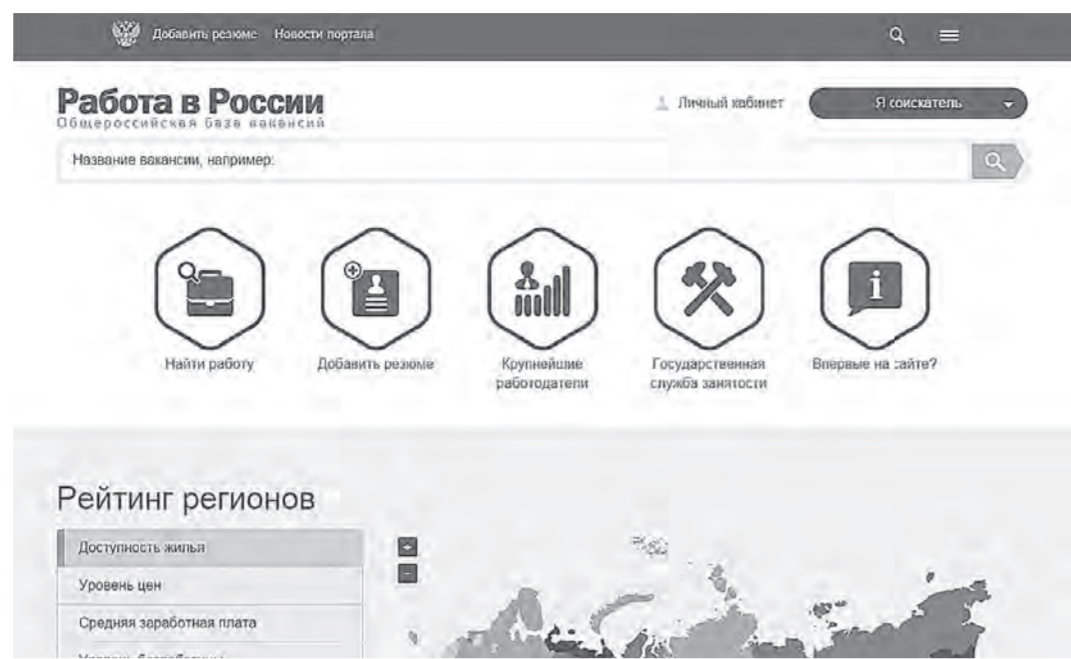 Добавить резюме Новости портала
Работа в России
Общероссийская база вакансий
Личный кабинет
Я соискатель
Название вакансии, например:
Найти работу
Добавить резюме
Крупнейшие
работодатели
Государственная
служба занятости
Впервые на сайте?
Рейтинг регионов
Доступность жилья
Уровень цен
Средняя заработная плата